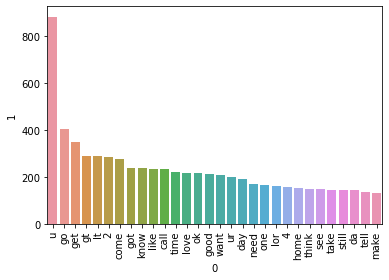 800
600
400
200
0
1
u
go
get
gt
lt
2
come
got
know
like
call
time
love
ok
good
want
ur
day
need
one
lor
4
home
think
see
take
still
da
tell
make
0